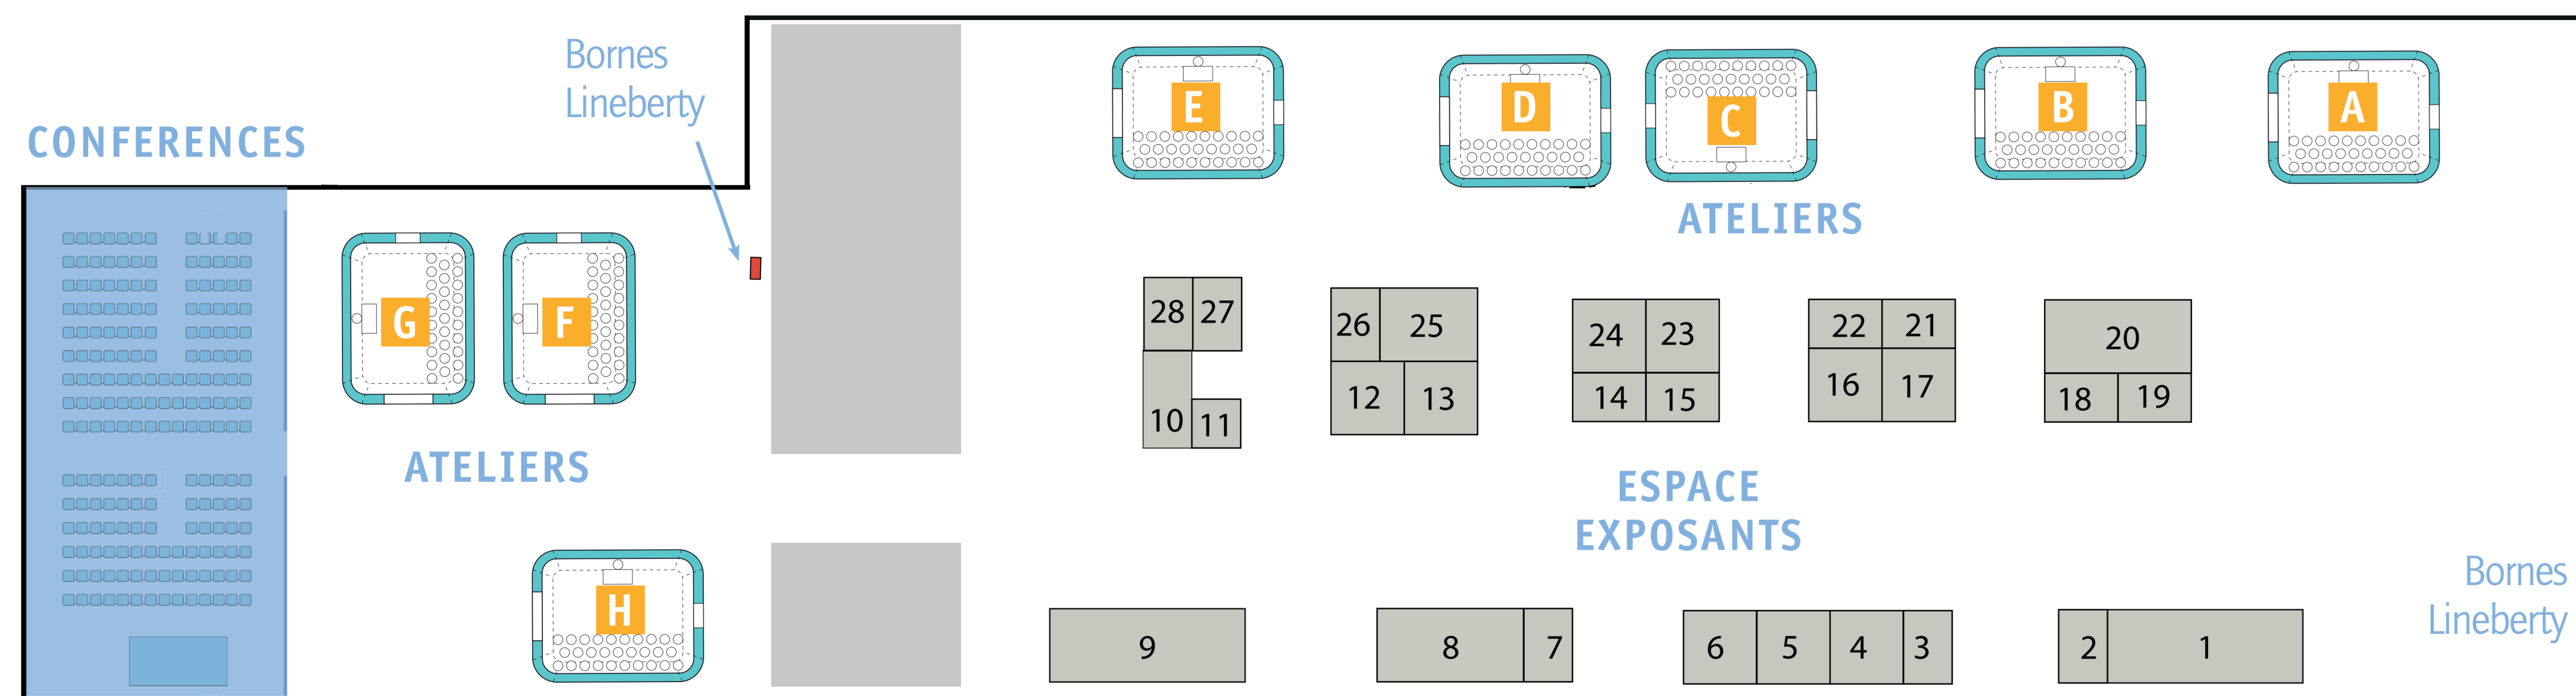 Bornes
Lineberty
CONFERENCES
E
D
C
B
A
ATELIERS
G
F
28
27
26
25
24
23
22
21
20
10
11
12
13
14
15
16
17
18
19
ATELIERS
ESPACE
EXPOSANTS
H
Bornes
Lineberty
9
8
7
6
5
4
3
2
1